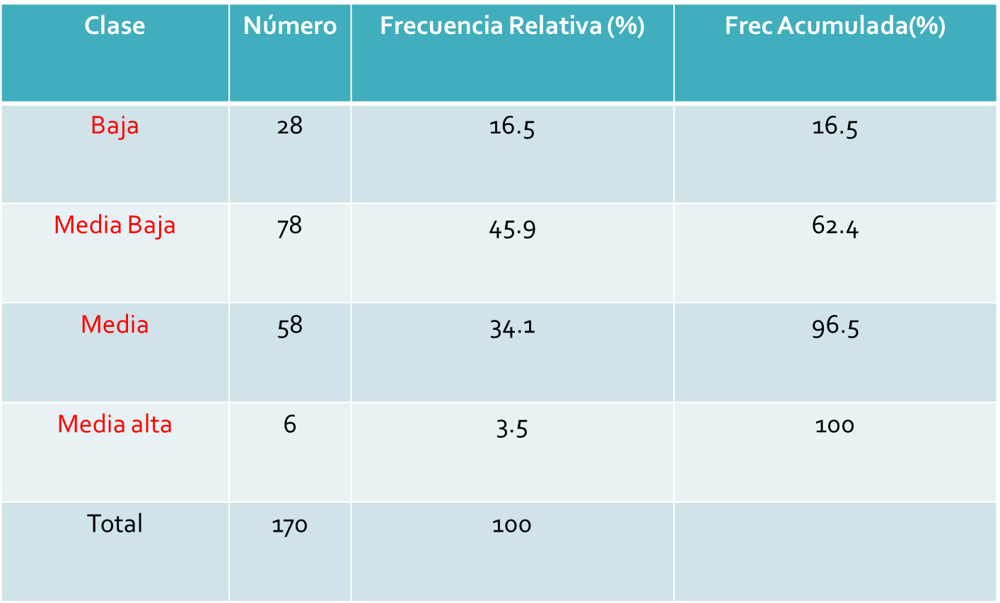 Clase Número Frecuencia Relativa (%) Frec Acumulada(%)
Baja 28 16.5 16.5
Media Baja 78 45.9 62.4
Media 58 34.1 96.5
Media alta 6 3.5 100
Total 170 100